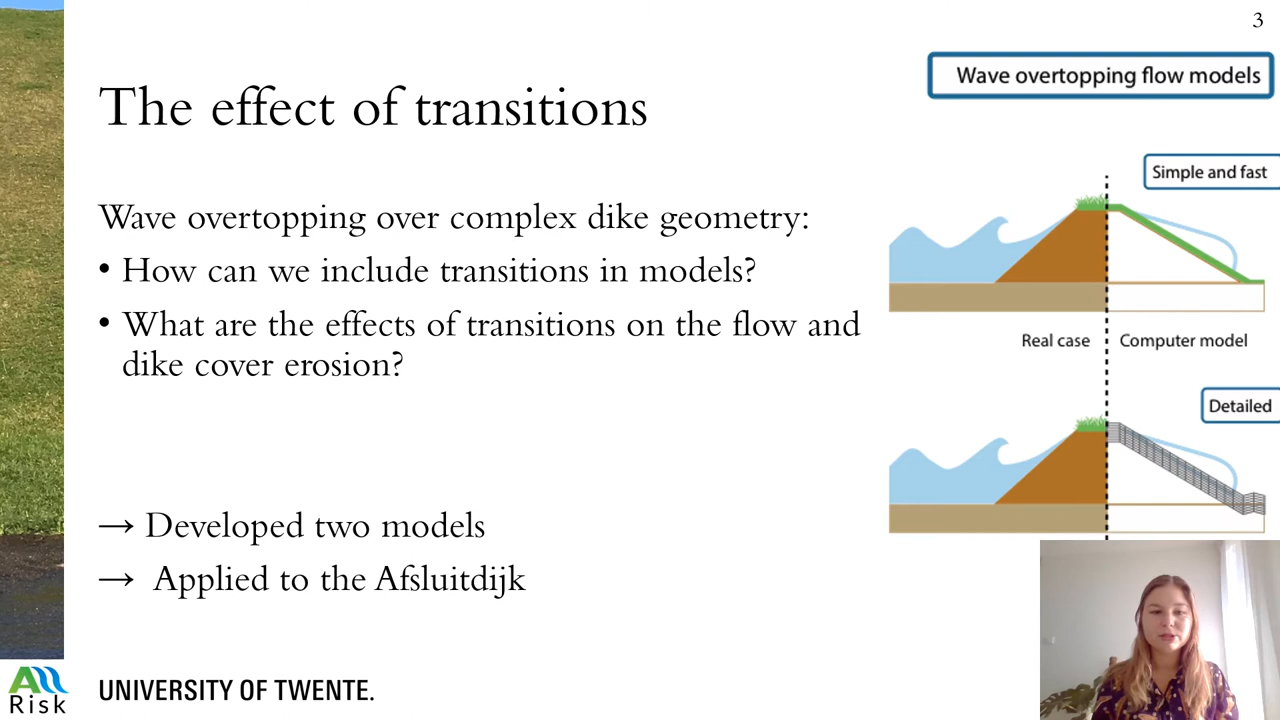 3
The effect of transitions
Wave overtopping over complex dike geometry:
• How can we include transitions in models?
• What are the effects of transitions on the flow and
dike cover erosion?
→ Developed two models
→ Applied to the Afsluitdijk
Wave overtopping flow models
Simple and fast
Real case
Computer model
Detailed
All
Risk
UNIVERSITY OF TWENTE.